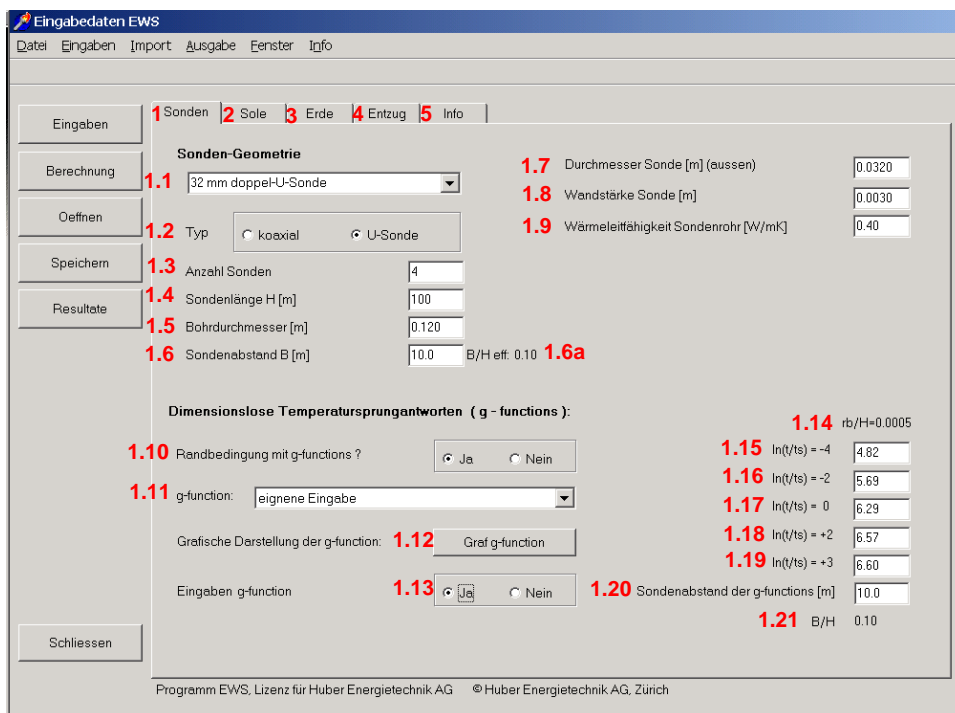 Eingabedaten EWS
Datei Eingaben Import Ausgabe Fenster Info
Eingaben
Berechnung
Oeffnen
Speichern
Resultate
Schliessen
1 Sonden 2 Sole 3 Erde 4 Entzug 5 Info
Sonden-Geometrie
1.1 32 mm doppel-U-Sonde
1.2 Typ koaxial U-Sonde
1.3 Anzahl Sonden 4
1.4 Sondenlänge H [m] 100
1.5 Bohrdurchmesser [m] 0.120
1.6 Sondenabstand B [m] 10.0 B/H eff: 0.10 1.6a
1.7 Durchmesser Sonde [m] (aussen) 0.0320
1.8 Wandstärke Sonde [m] 0.0030
1.9 Wärmeleitfähigkeit Sondenrohr [W/mK] 0.40
Dimensionslose Temperatursprungantworten ( g - functions ):
1.10 Randbedingung mit g-functions ? Ja Nein
1.11 g-function: eignene Eingabe
Grafische Darstellung der g-function: 1.12 Graf g-function
Eingaben g-function 1.13 Ja Nein
1.14 rb/H=0.0005
1.15 ln(t/ts) = -4 4.82
1.16 ln(t/ts) = -2 5.69
1.17 ln(t/ts) = 0 6.29
1.18 ln(t/ts) = +2 6.57
1.19 ln(t/ts) = +3 6.60
1.20 Sondenabstand der g-functions [m] 10.0
1.21 B/H 0.10
Programm EWS, Lizenz für Huber Energietechnik AG © Huber Energietechnik AG, Zürich